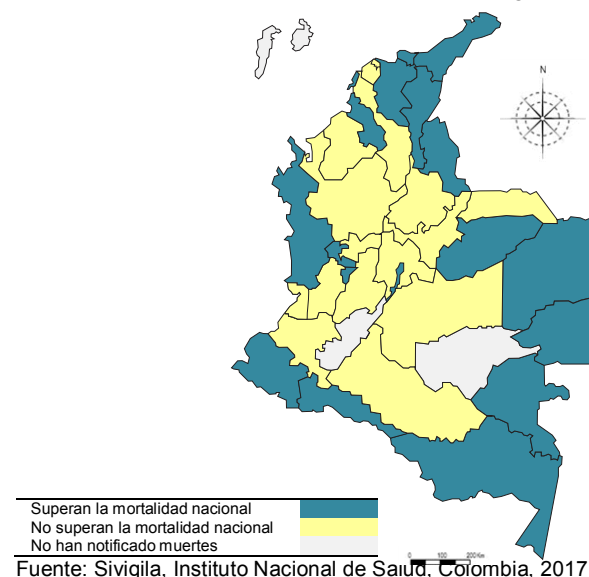 N
Superan la mortalidad nacional
No superan la mortalidad nacional
No han notificado muertes
0 100 200 Km
Fuente: Sivigila, Instituto Nacional de Salud, Colombia, 2017